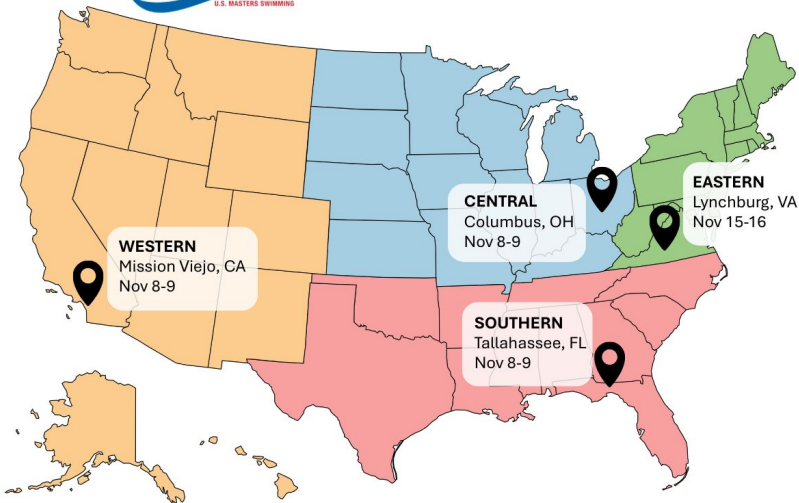 U.S. MASTERS SWIMMING
CENTRAL
Columbus, OH
Nov 8-9
EASTERN
Lynchburg, VA
Nov 15-16
WESTERN
Mission Viejo, CA
Nov 8-9
SOUTHERN
Tallahassee, FL
Nov 8-9